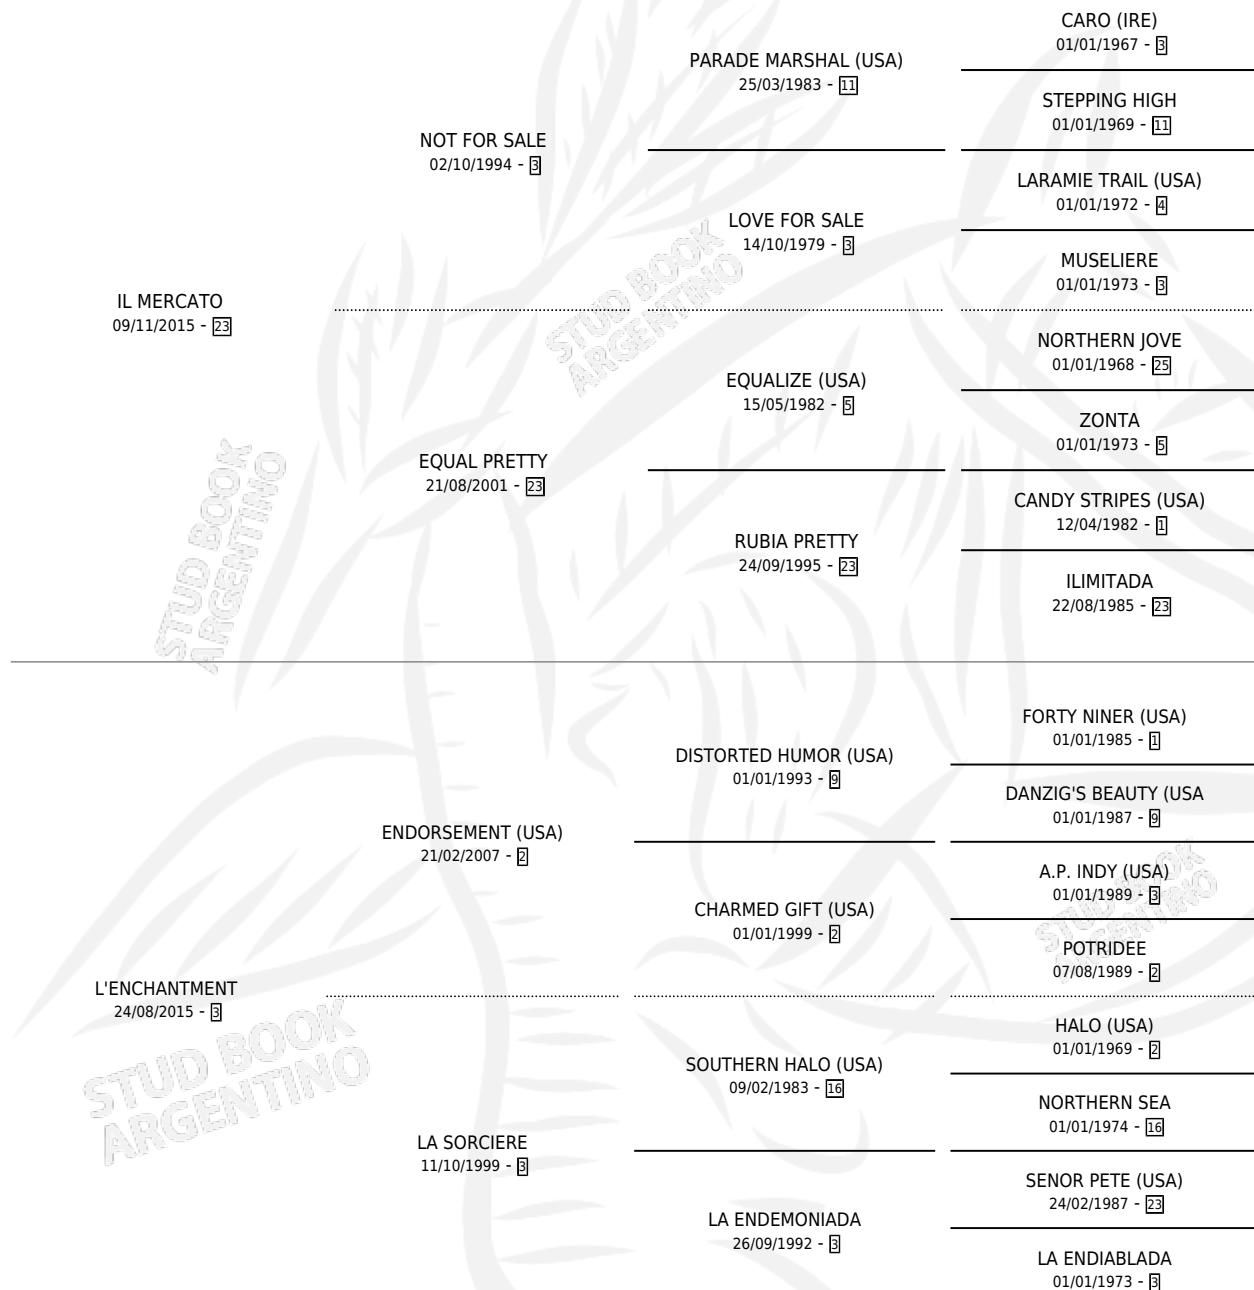 CARO (IRE)
01/01/1967 - 3
PARADE MARSHAL (USA)
25/03/1983 - 11
STEPPING HIGH
01/01/1969 - 11
NOT FOR SALE
02/10/1994 - 3
LARAMIE TRAIL (USA)
01/01/1972 - 4
LOVE FOR SALE
14/10/1979 - 3
MUSELIERE
01/01/1973 - 3
IL MERCATO
09/11/2015 - 23
STUD BOOK
ARGENTINO
NORTHERN JOVE
01/01/1968 - 25
EQUALIZE (USA)
15/05/1982 - 5
ZONTA
01/01/1973 - 5
EQUAL PRETTY
21/08/2001 - 23
CANDY STRIPES (USA)
12/04/1982 - 1
RUBIA PRETTY
24/09/1995 - 23
ILIMITADA
22/08/1985 - 23
STUD BOOK
ARGENTINO
FORTY NINER (USA)
01/01/1985 - 1
DISTORTED HUMOR (USA)
01/01/1993 - 9
DANZIG'S BEAUTY (USA
01/01/1987 - 9
ENDORSEMENT (USA)
21/02/2007 - 2
A.P. INDY (USA)
01/01/1989 - 3
CHARMED GIFT (USA)
01/01/1999 - 2
STUD BOOK
ARGENTINO
POTRIDEE
07/08/1989 - 2
L'ENCHANTMENT
24/08/2015 - 3
STUD BOOK
ARGENTINO
HALO (USA)
01/01/1969 - 2
SOUTHERN HALO (USA)
09/02/1983 - 16
NORTHERN SEA
01/01/1974 - 16
LA SORCIERE
11/10/1999 - 3
SENOR PETE (USA)
24/02/1987 - 23
LA ENDEMONIADA
26/09/1992 - 3
LA ENDIABLADA
01/01/1973 - 3